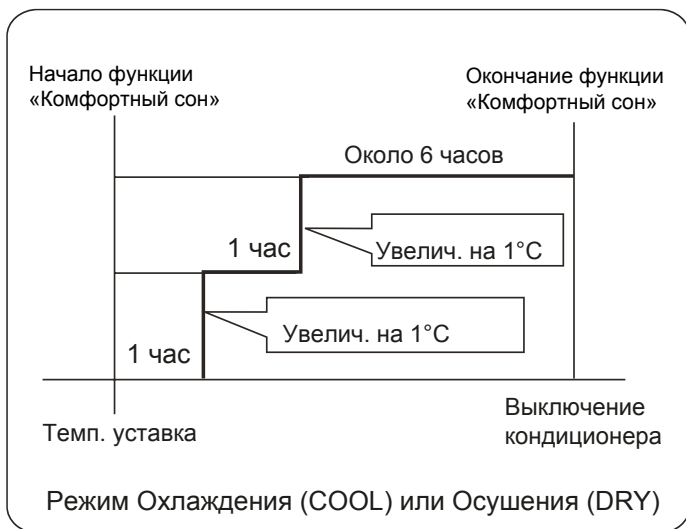 Начало функции
«Комфортный сон»
Окончание функции
«Комфортный сон»
Около 6 часов
1 час
Увелич. на 1°C
Увелич. на 1°C
1 час
Темп. уставка
Выключение
кондиционера
Режим Охлаждения (COOL) или Осушения (DRY)